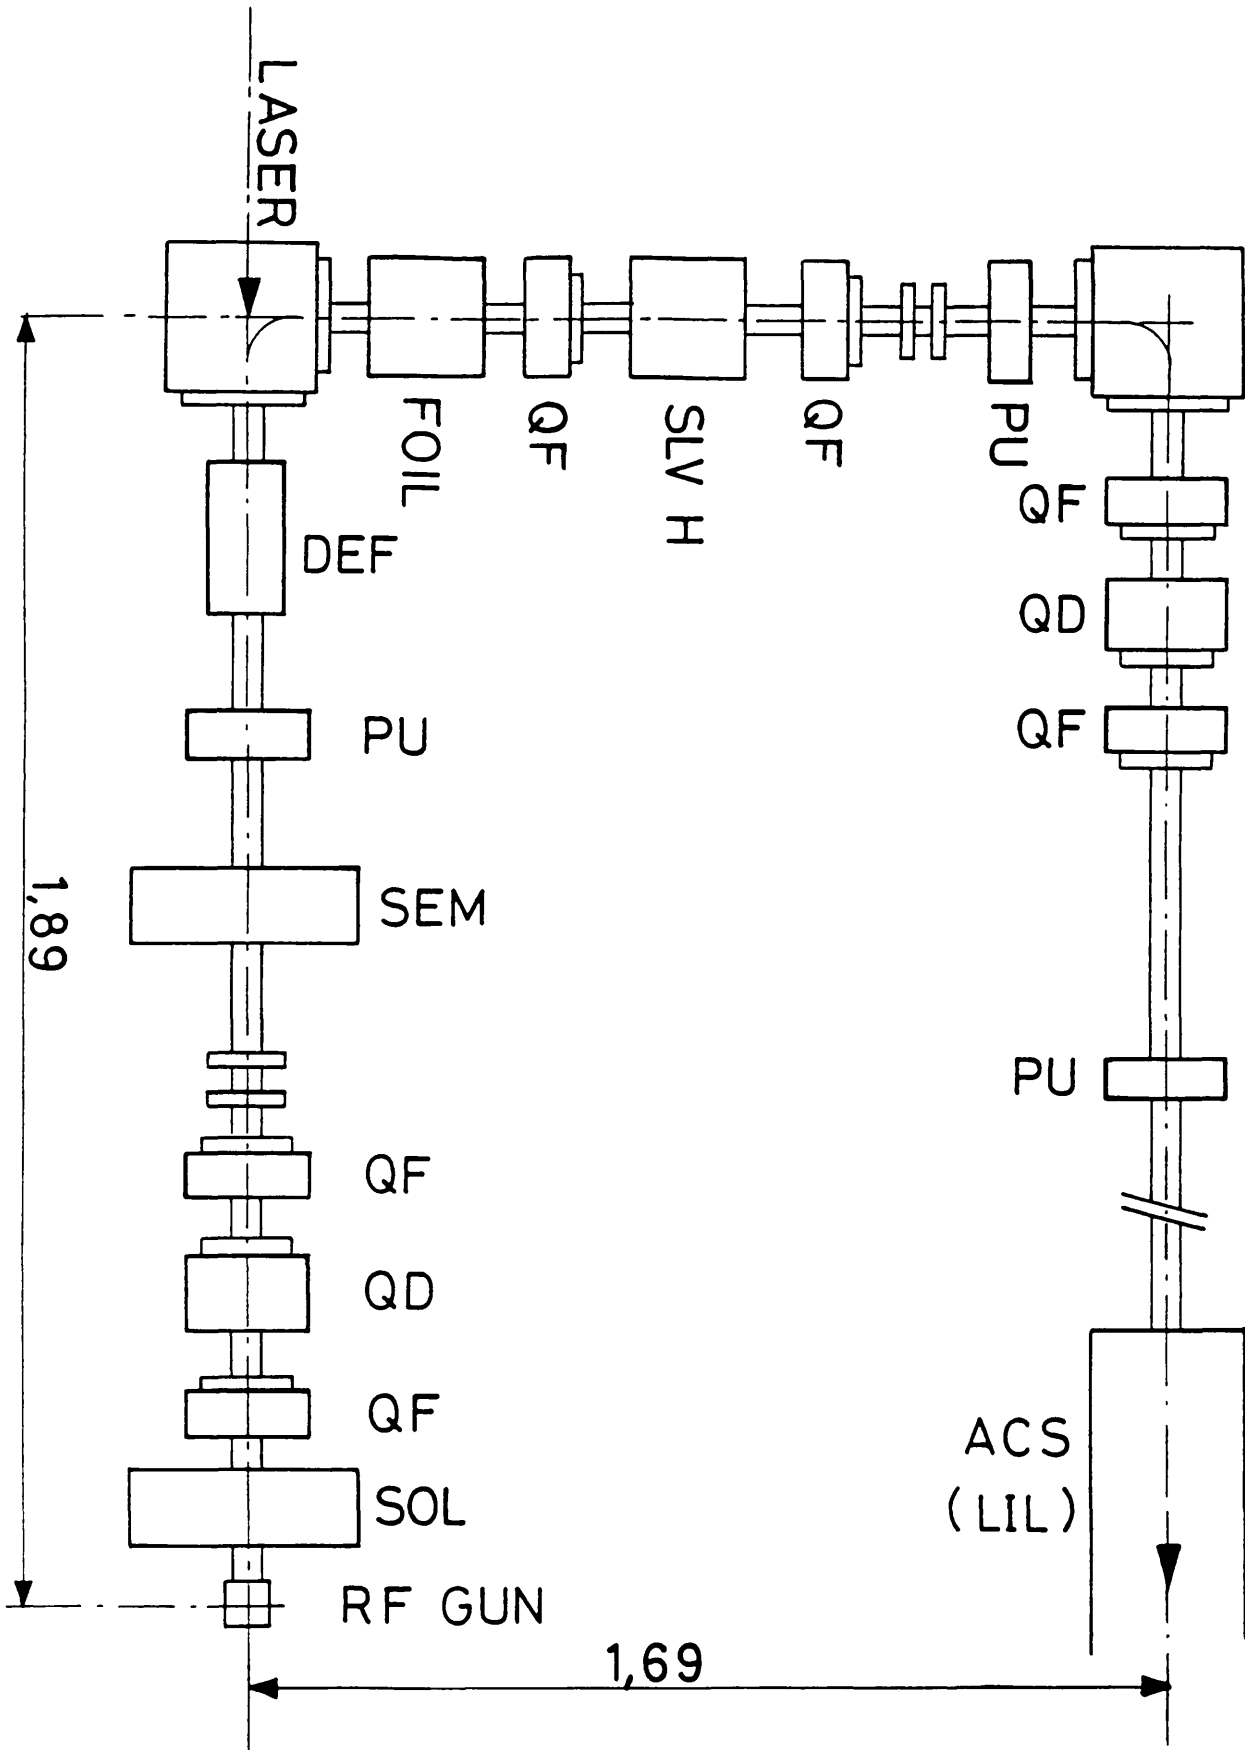 LASER
FOIL
QF
SLV H
QF
PU
QF
DEF
QD
PU
QF
SEM
1,89
PU
QF
QD
QF
ACS
(LIL)
SOL
RF GUN
1,69